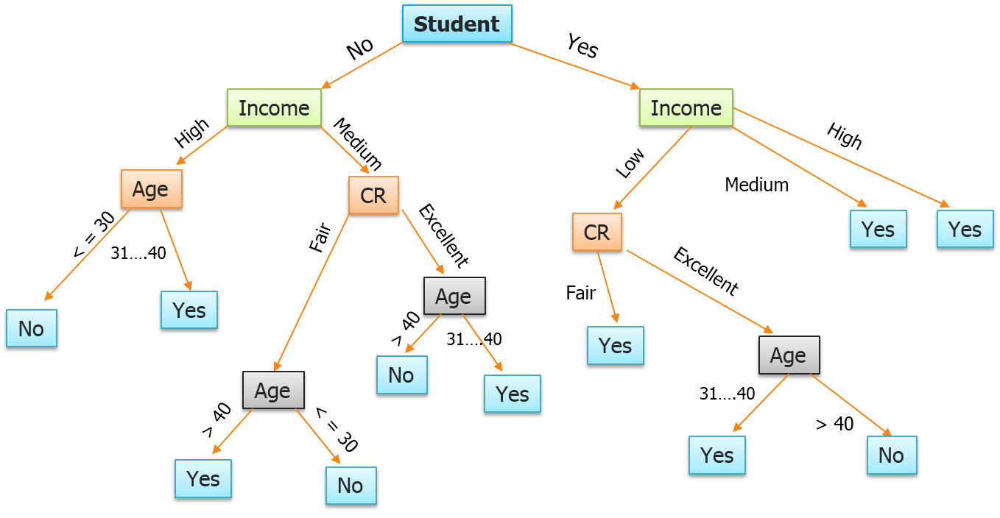 Student
No
Yes
Income
Income
High
Medium
Low
Medium
High
Age
CR
CR
Yes
Yes
< = 30
31….40
Fair
Excellent
Fair
Excellent
No
Yes
Age
Yes
Age
> 40
31….40
No
Yes
Age
31….40
> 40
> 40
< = 30
Yes
No
Yes
No